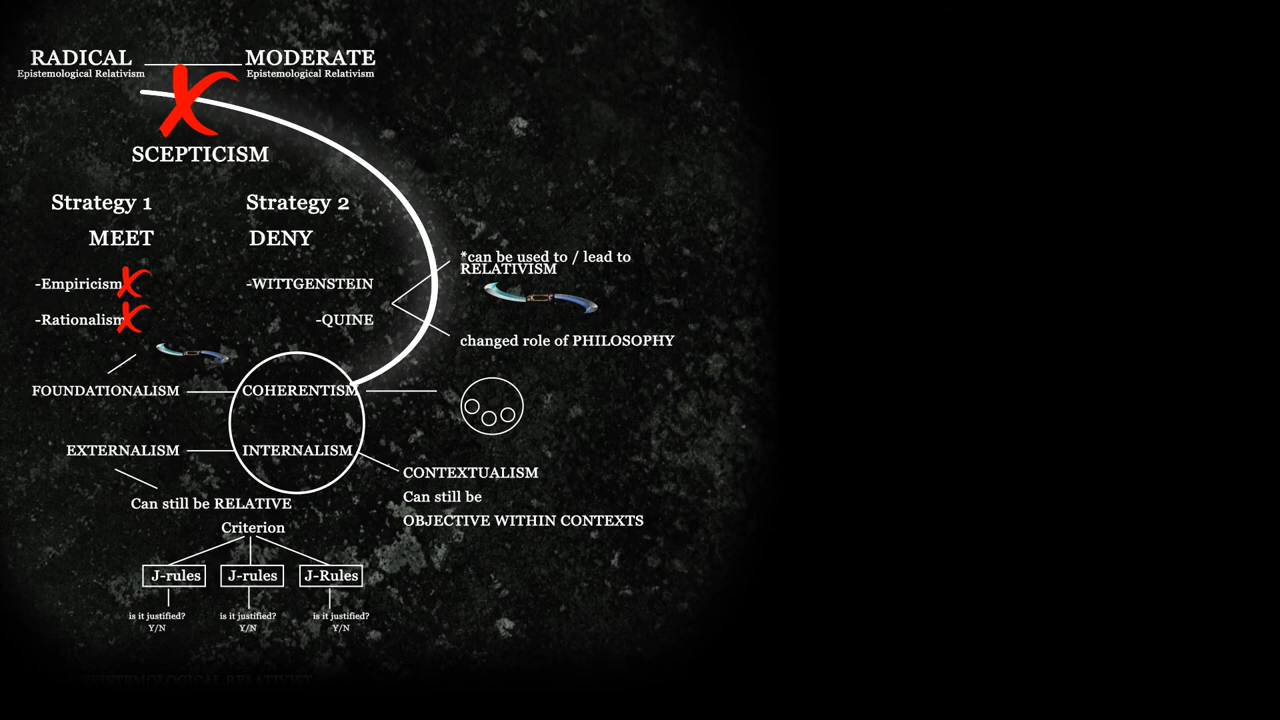 RADICAL
Epistemological Relativism
MODERATE
Epistemological Relativism
SCEPTICISM
Strategy 1
MEET
Strategy 2
DENY
-Empiricism
-Rationalism
-WITTGENSTEIN
-QUINE
*can be used to / lead to
RELATIVISM
changed role of PHILOSOPHY
FOUNDATIONALISM
COHERENTISM
EXTERNALISM
INTERNALISM
CONTEXTUALISM
Can still be
OBJECTIVE WITHIN CONTEXTS
Can still be RELATIVE
Criterion
J-rules
J-rules
J-Rules
is it justified?
Y/N
is it justified?
Y/N
is it justified?
Y/N
EPISTEMOLOGICAL RELATIVIST